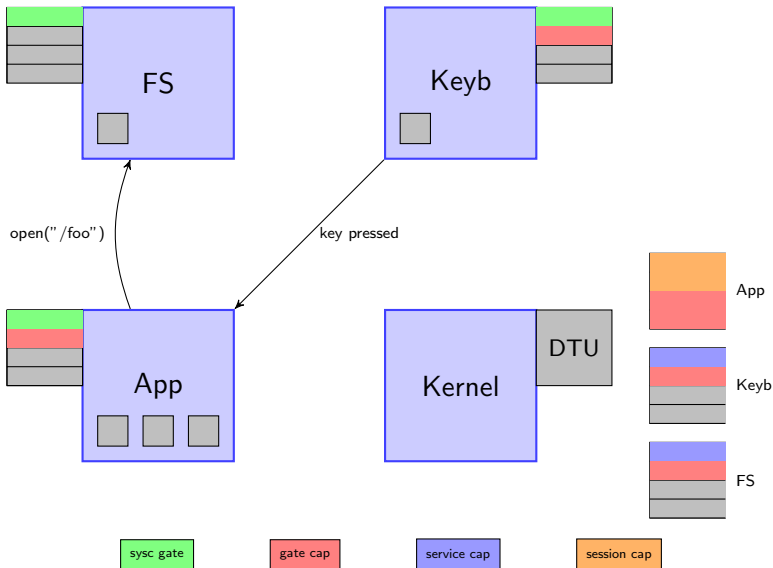 FS
Keyb
open("/foo")
key pressed
App
Kernel
DTU
App
Keyb
FS
sysc gate
gate cap
service cap
session cap